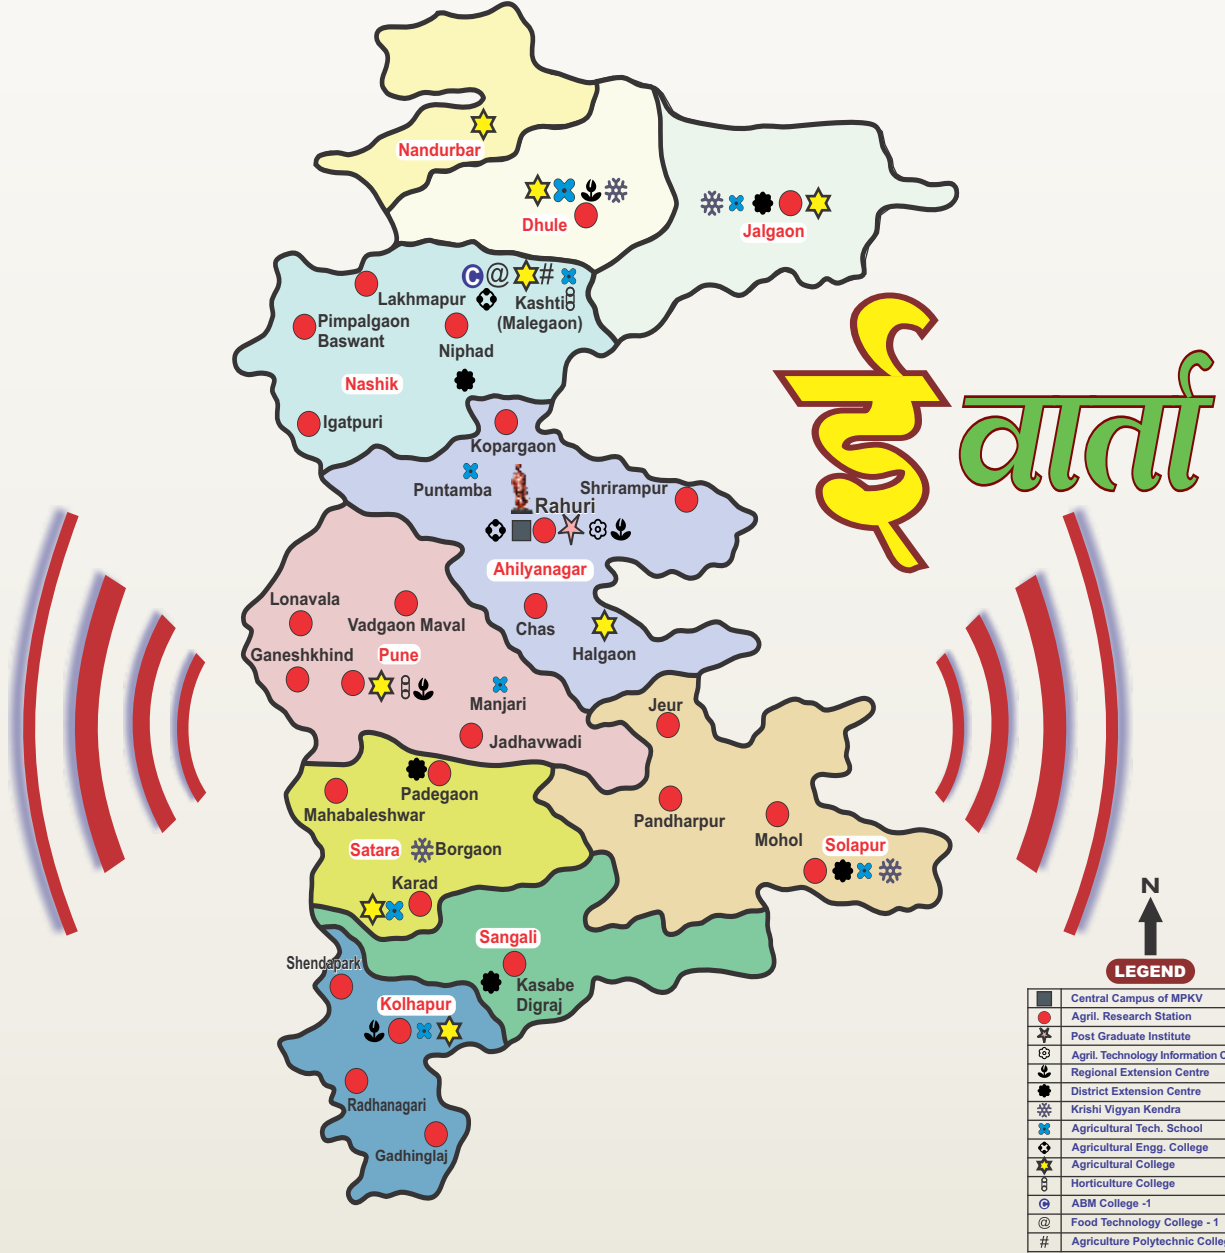 Nandurbar
Dhule
Jalgaon
C @ #
Lakhmapur
Kashti
(Malegaon)
Pimpalgaon
Baswant
Niphad
Nashik
Igatpuri
ई वार्ता
Kopargaon
Puntamba
Shrirampur
Rahuri
Ahilyanagar
Chas
Halgaon
Lonavala
Vadgaon Maval
Ganeshkhind
Pune
Manjari
Jadhavwadi
Jeur
Pandharpur
Mohol
Solapur
Padegaon
Mahabaleshwar
Satara
Borgaon
Karad
Sangali
Kasabe
Digraj
Shendapark
Kolhapur
Radhanagari
Gadhinglaj
N
LEGEND
Central Campus of MPKV
Agril. Research Station
Post Graduate Institute
Agril. Technology Information C
Regional Extension Centre
District Extension Centre
Krishi Vigyan Kendra
Agricultural Tech. School
Agricultural Engg. College
Agricultural College
Horticulture College
C ABM College -1
@ Food Technology College - 1
# Agriculture Polytechnic Colle